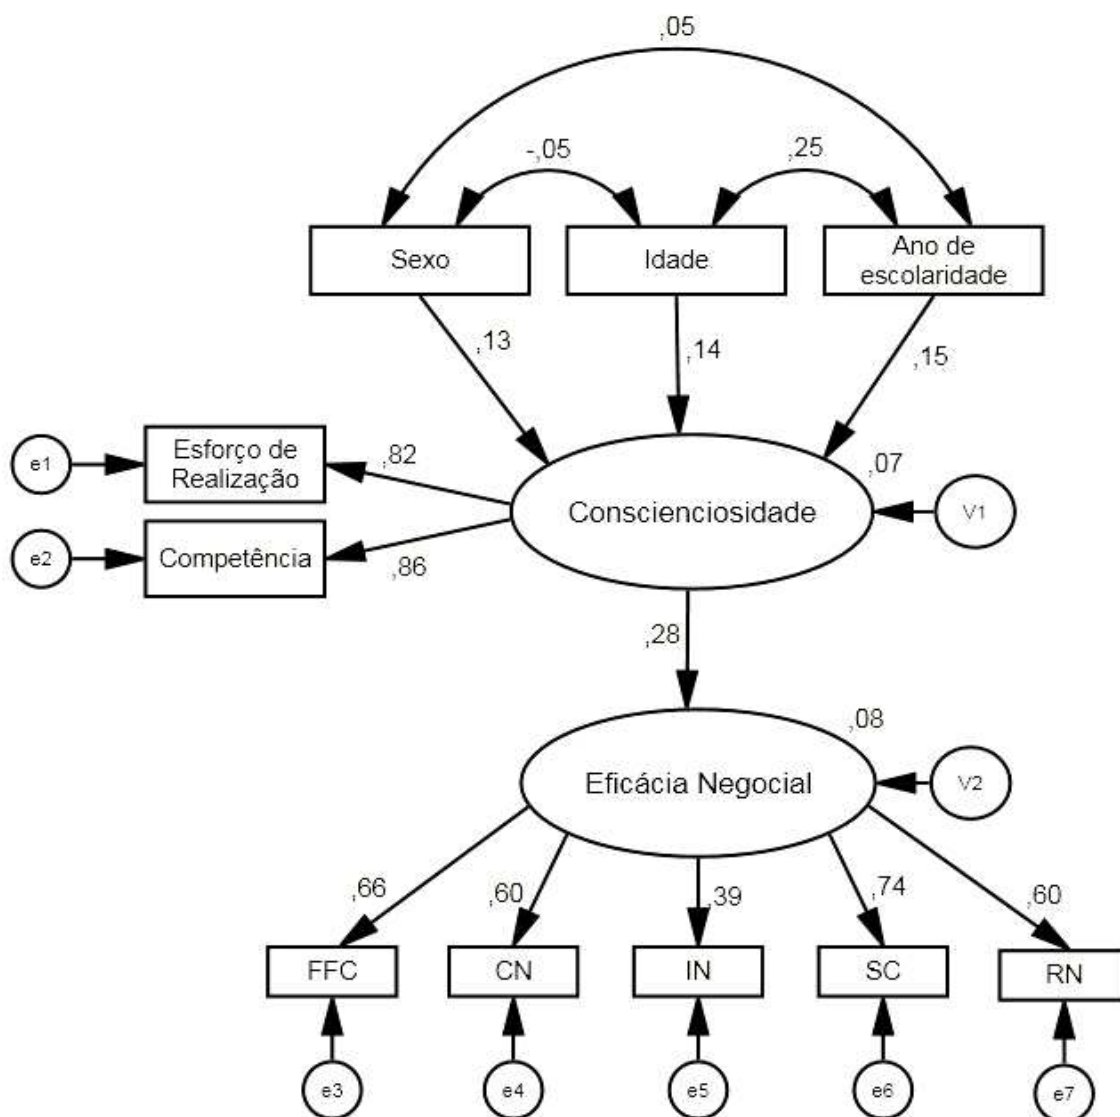 ,05
-,05
,25
Sexo
Idade
Ano de
escolaridade
,13
,14
,15
e1
Esforço de
Realização
,82
,07
Conscienciosidade
V1
e2
Competência
,86
,28
,08
Eficácia Negocial
V2
,66
,60
,39
,74
,60
FFC
CN
IN
SC
RN
e3
e4
e5
e6
e7